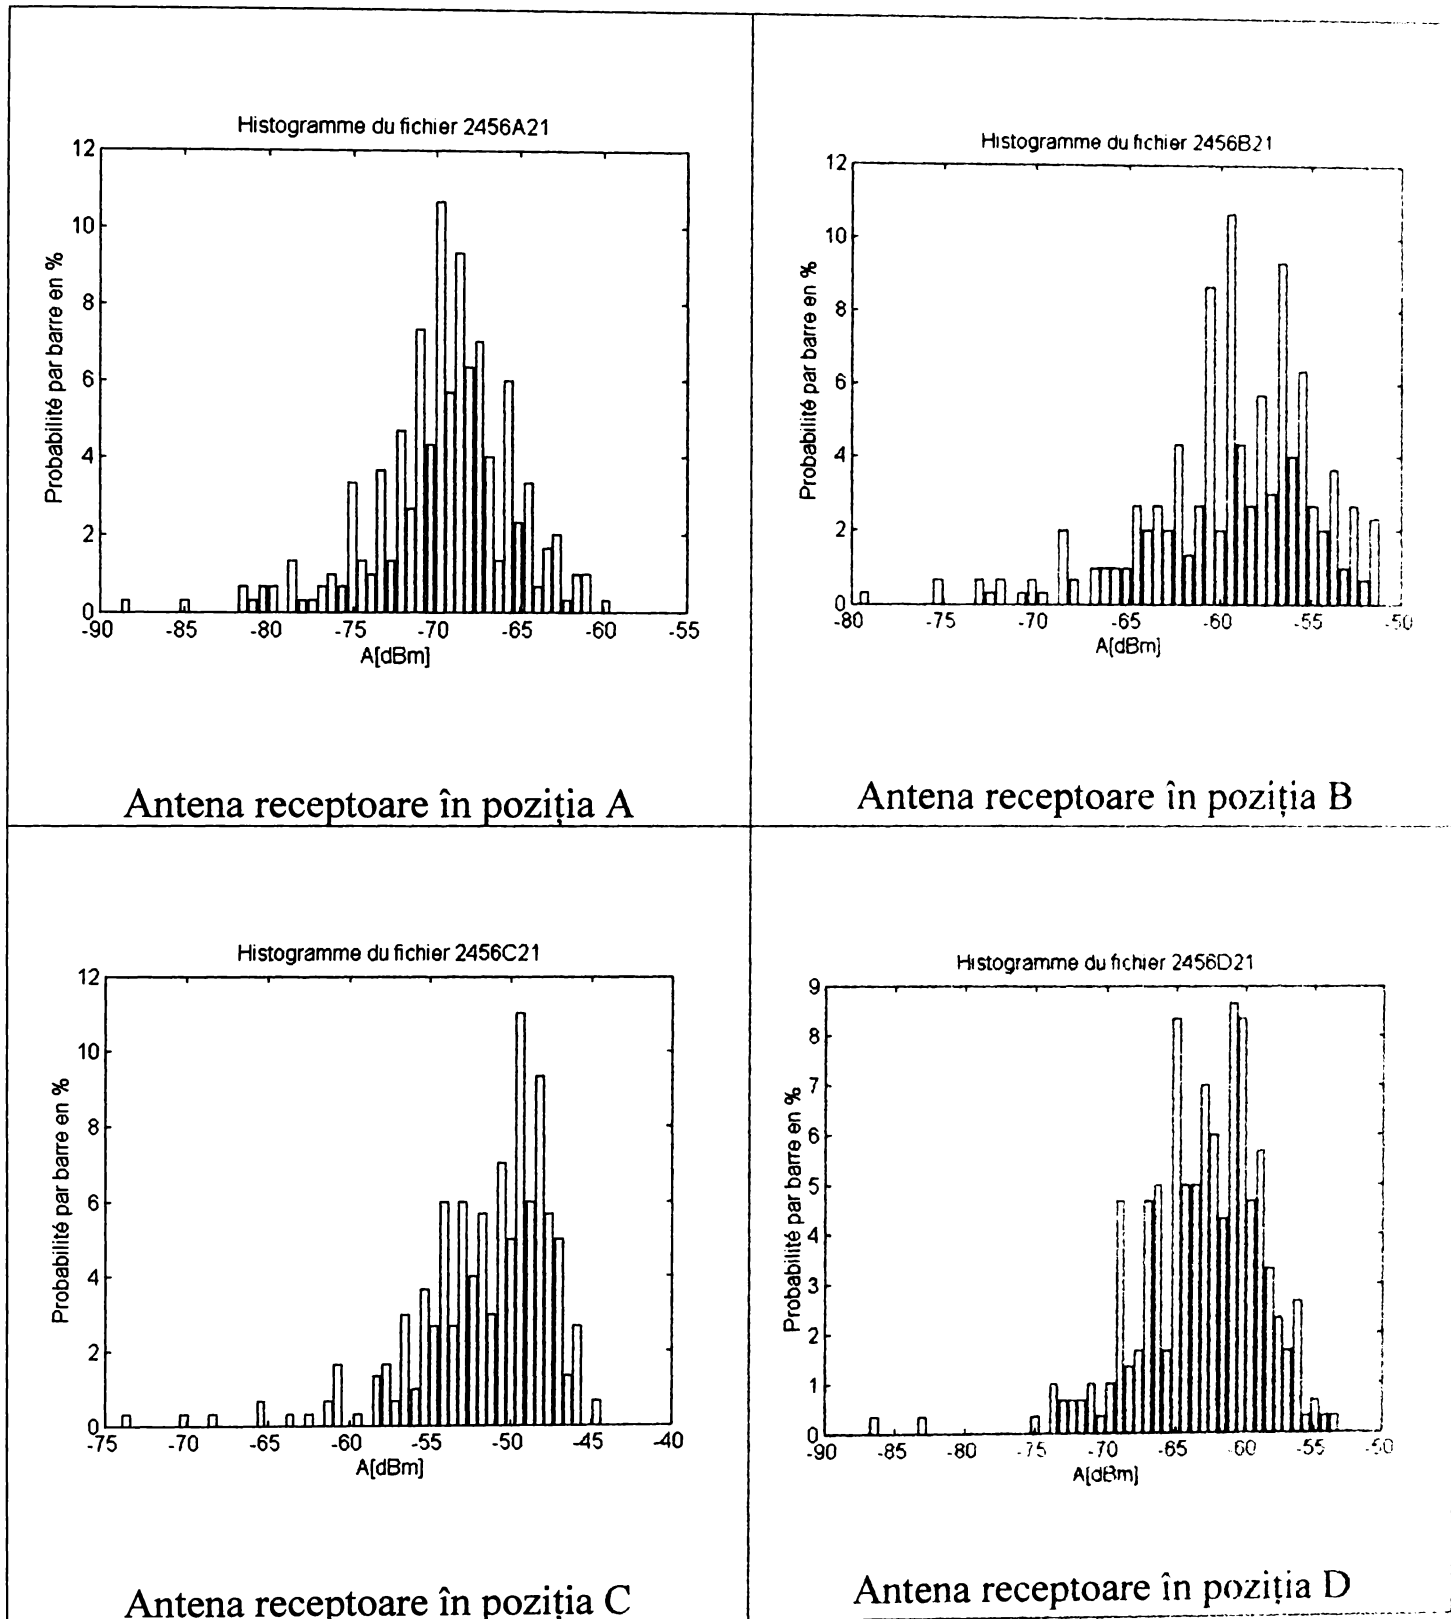 Histogramme du fichier 2456A21
12
10
8
6
4
2
0
Probabilité par barre en %
-90 -85 -80 -75 -70 -65 -60 -55
A[dBm]
Antena receptoare în poziția A
Histogramme du fichier 2456B21
12
10
8
6
4
2
0
Probabilité par barre en %
-80 -75 -70 -65 -60 -55 -50
A[dBm]
Antena receptoare în poziția B
Histogramme du fichier 2456C21
12
10
8
6
4
2
0
Probabilité par barre en %
-75 -70 -65 -60 -55 -50 -45 -40
A[dBm]
Antena receptoare în poziția C
Histogramme du fichier 2456D21
9
8
7
6
5
4
3
2
1
0
Probabilité par barre en %
-90 -85 -80 -75 -70 -65 -60 -55 -50
A[dBm]
Antena receptoare în poziția D